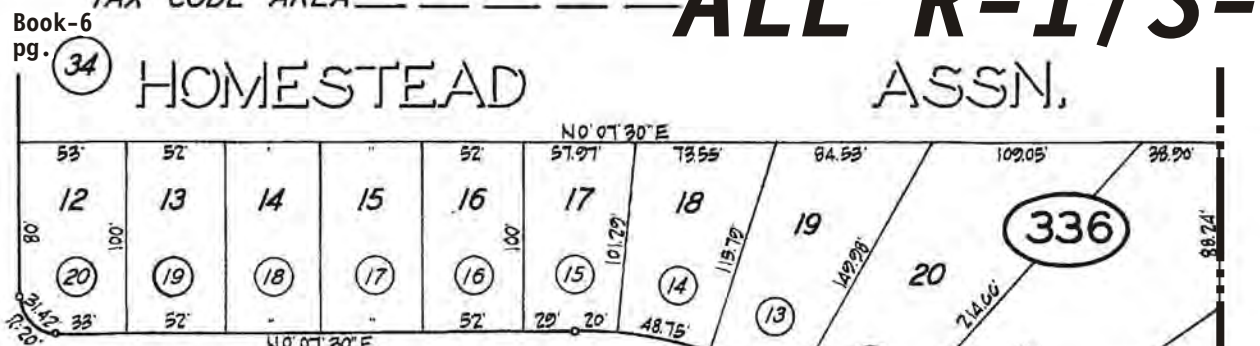 TAX CODE AREA
ALL R-1/S-
Book-6
pg. 34
HOMESTEAD ASSN.
N0°07'30"E
53' 52' " " 52' 57.97' 73.55' 84.53' 109.05' 38.90'
12 13 14 15 16 17 18 19 20 336
80' 100' 100' 101.29' 113.79' 149.98' 214.00' 88.24'
20 19 18 17 16 15 14 13
31.42' R=20' 33' 52' " " 52' 29' 20' 48.75'
N0°07'30"E